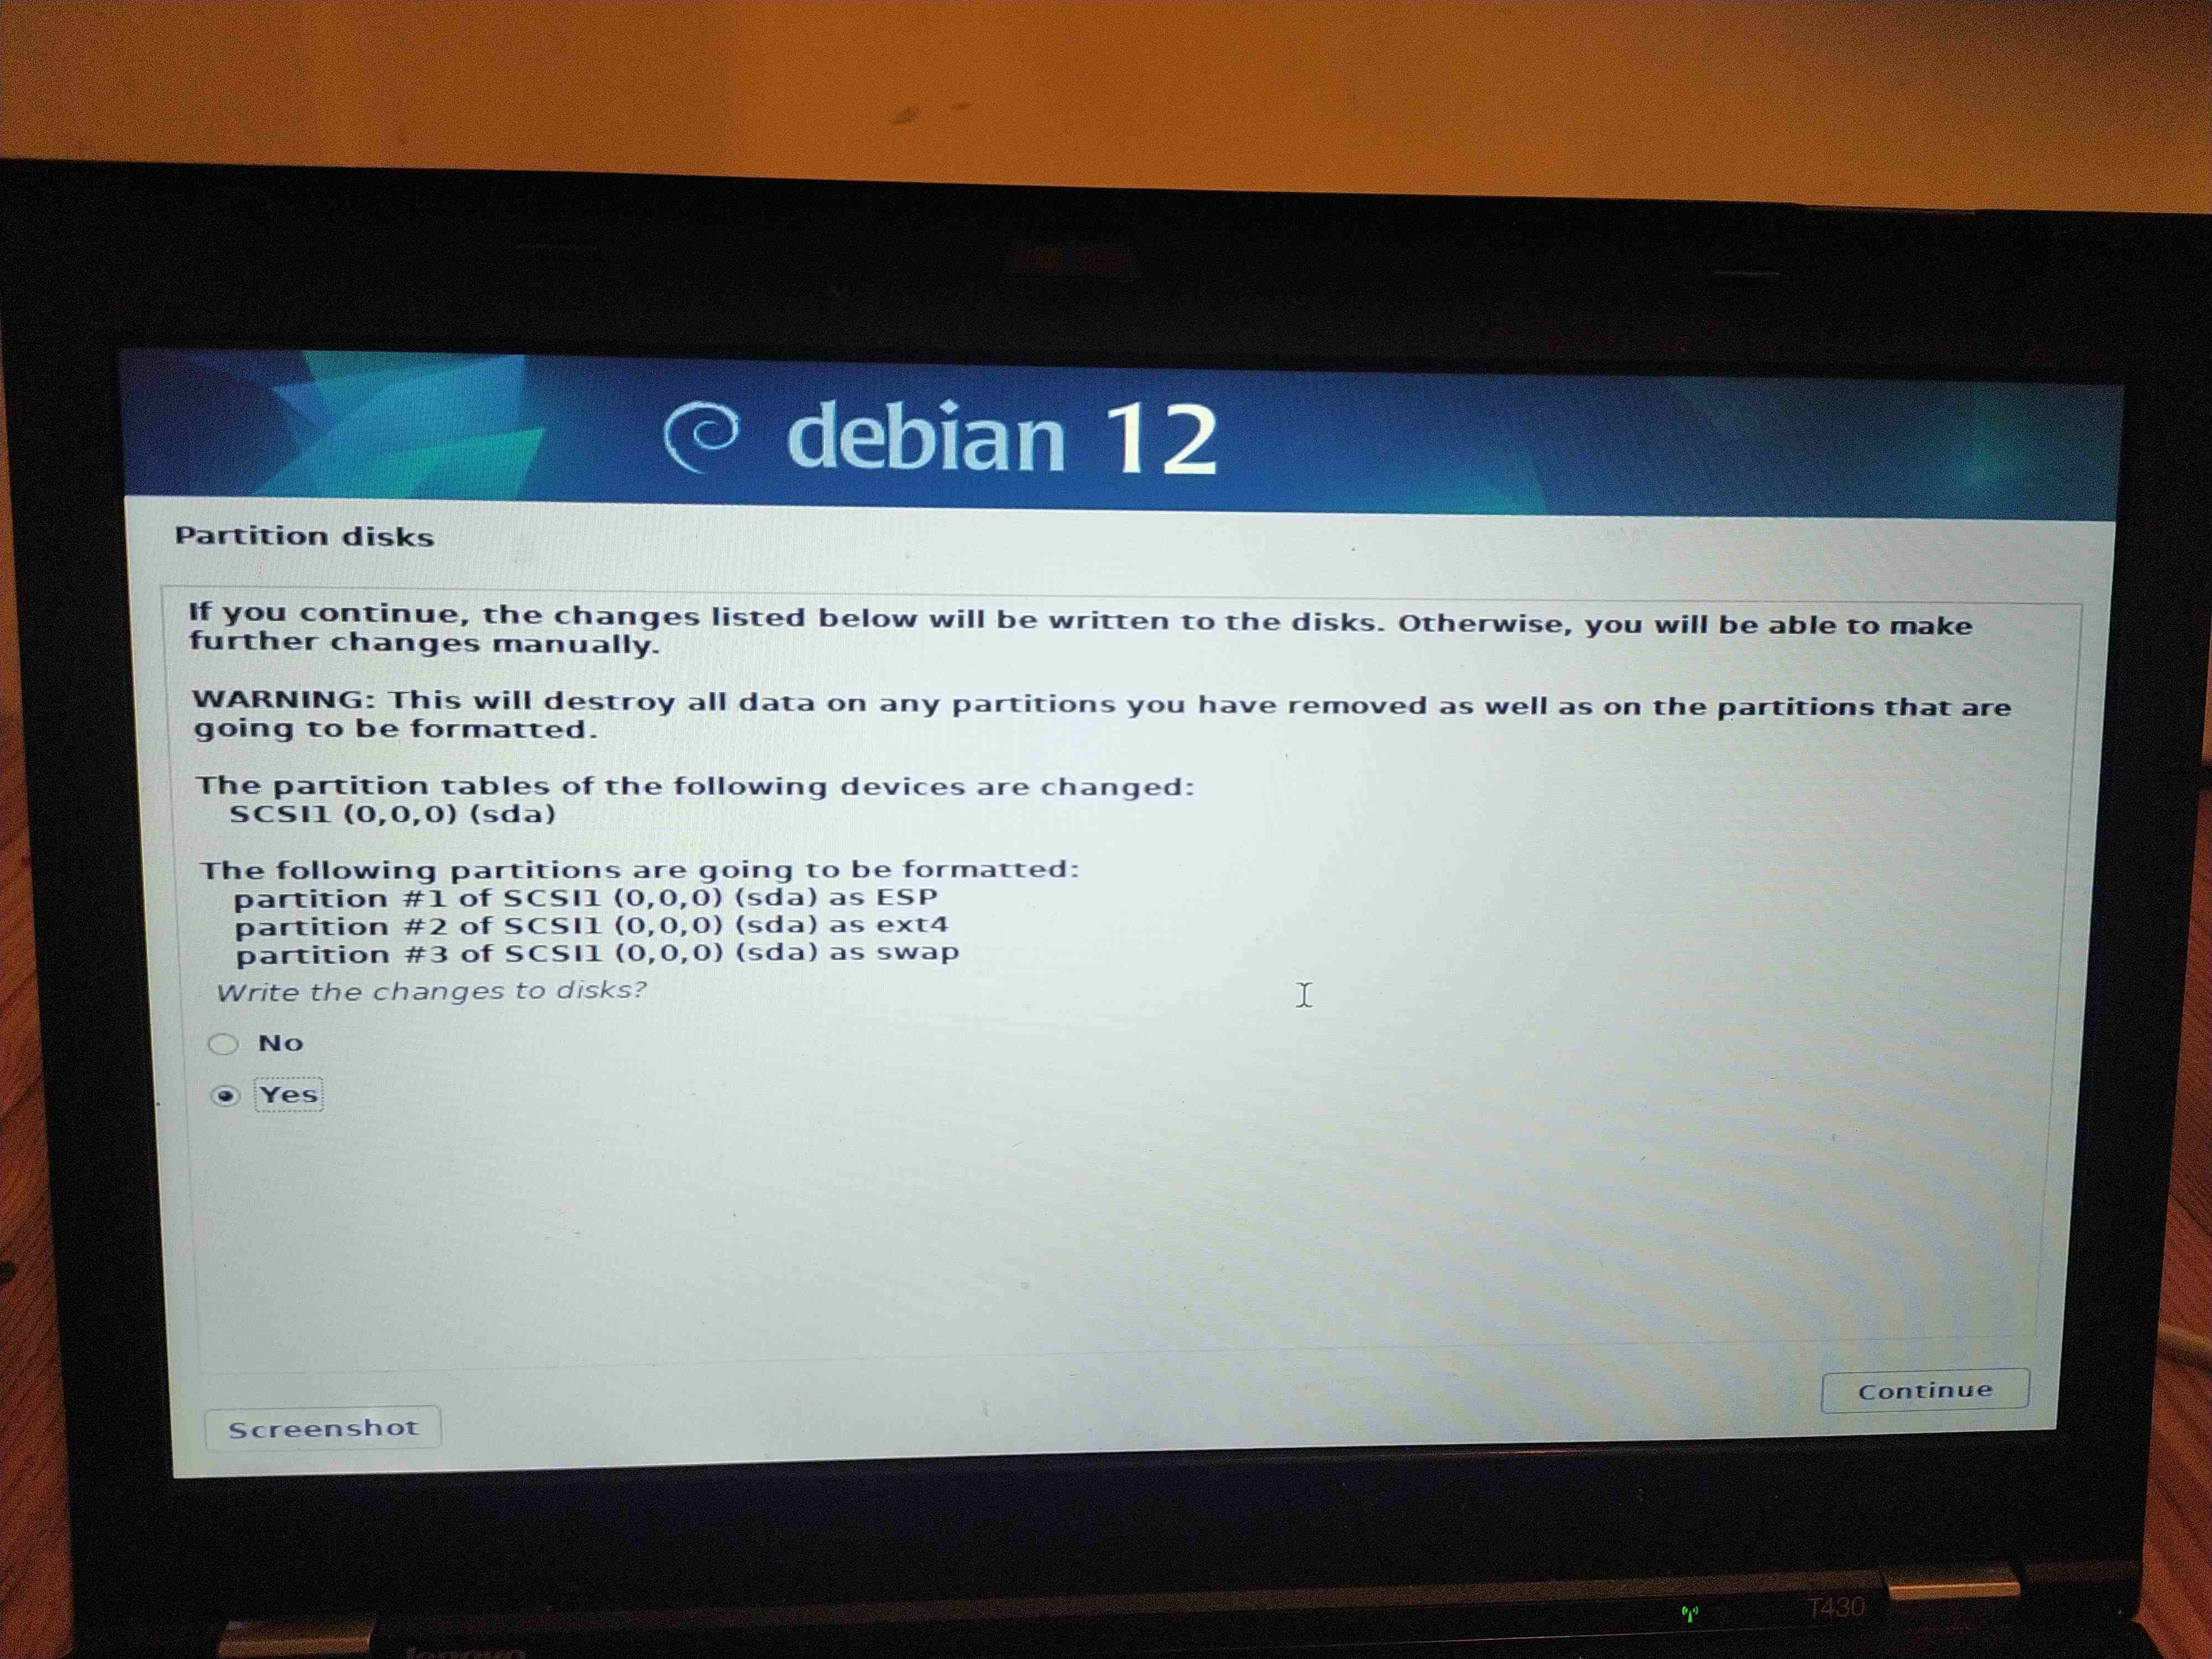 debian 12
Partition disks
If you continue, the changes listed below will be written to the disks. Otherwise, you will be able to make
further changes manually.
WARNING: This will destroy all data on any partitions you have removed as well as on the partitions that are
going to be formatted.
The partition tables of the following devices are changed:
SCSI1 (0,0,0) (sda)
The following partitions are going to be formatted:
partition #1 of SCSI1 (0,0,0) (sda) as ESP
partition #2 of SCSI1 (0,0,0) (sda) as ext4
partition #3 of SCSI1 (0,0,0) (sda) as swap
Write the changes to disks?
No
Yes
Continue
Screenshot
T430
lenovo